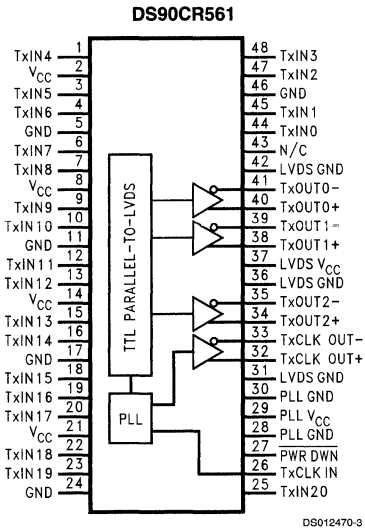 DS90CR561
TxIN4 1 48 TxIN3
VCC 2 47 TxIN2
TxIN5 3 46 GND
TxIN6 4 45 TxIN1
GND 5 44 TxIN0
TxIN7 6 43 N/C
TxIN8 7 42 LVDS GND
VCC 8 41 TxOUT0-
TxIN9 9 40 TxOUT0+
TxIN10 10 39 TxOUT1-
GND 11 38 TxOUT1+
TxIN11 12 37 LVDS VCC
TxIN12 13 36 LVDS GND
VCC 14 35 TxOUT2-
TxIN13 15 34 TxOUT2+
TxIN14 16 33 TxCLK OUT-
GND 17 32 TxCLK OUT+
TxIN15 18 31 LVDS GND
TxIN16 19 30 PLL GND
TxIN17 20 29 PLL VCC
VCC 21 28 PLL GND
TxIN18 22 27 PWR DWN
TxIN19 23 26 TxCLK IN
GND 24 25 TxIN20
TTL PARALLEL-TO-LVDS
PLL
DS012470-3